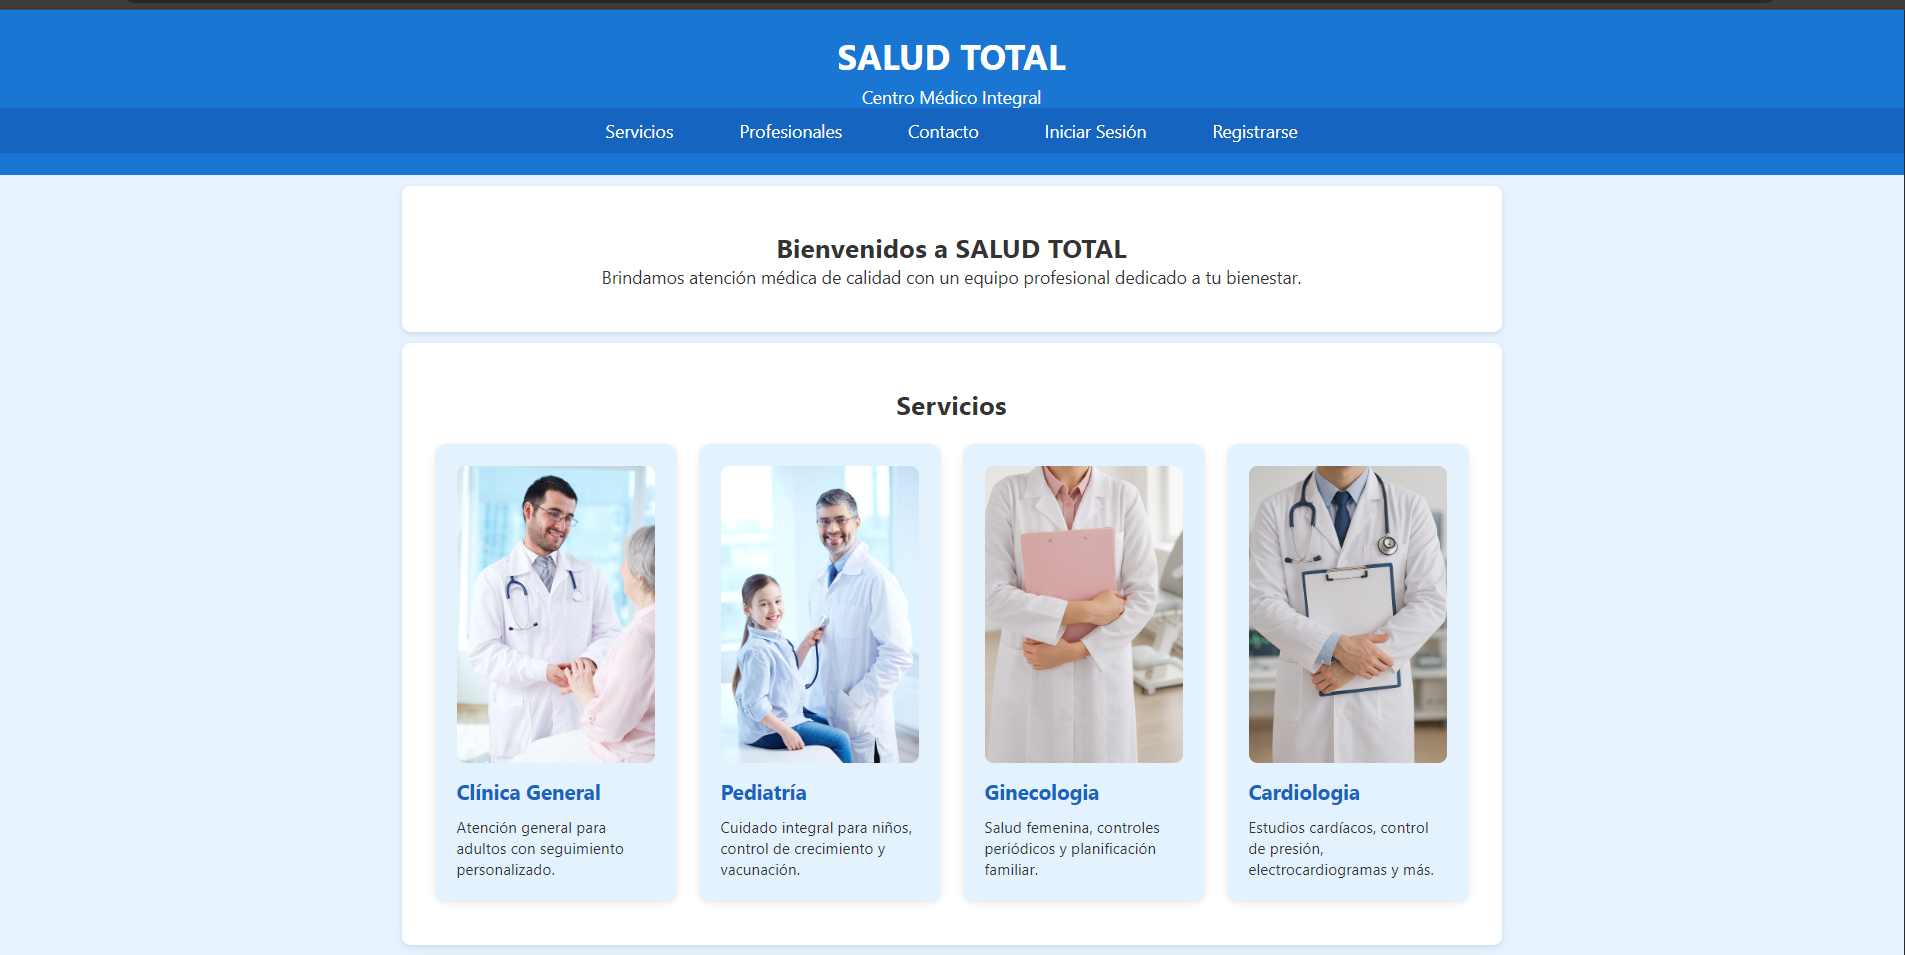 SALUD TOTAL
Centro Médico Integral
Servicios Profesionales Contacto Iniciar Sesión Registrarse
Bienvenidos a SALUD TOTAL
Brindamos atención médica de calidad con un equipo profesional dedicado a tu bienestar.
Servicios
Clínica General
Atención general para
adultos con seguimiento
personalizado.
Pediatría
Cuidado integral para niños,
control de crecimiento y
vacunación.
Ginecologia
Salud femenina, controles
periódicos y planificación
familiar.
Cardiologia
Estudios cardíacos, control
de presión,
electrocardiogramas y más.